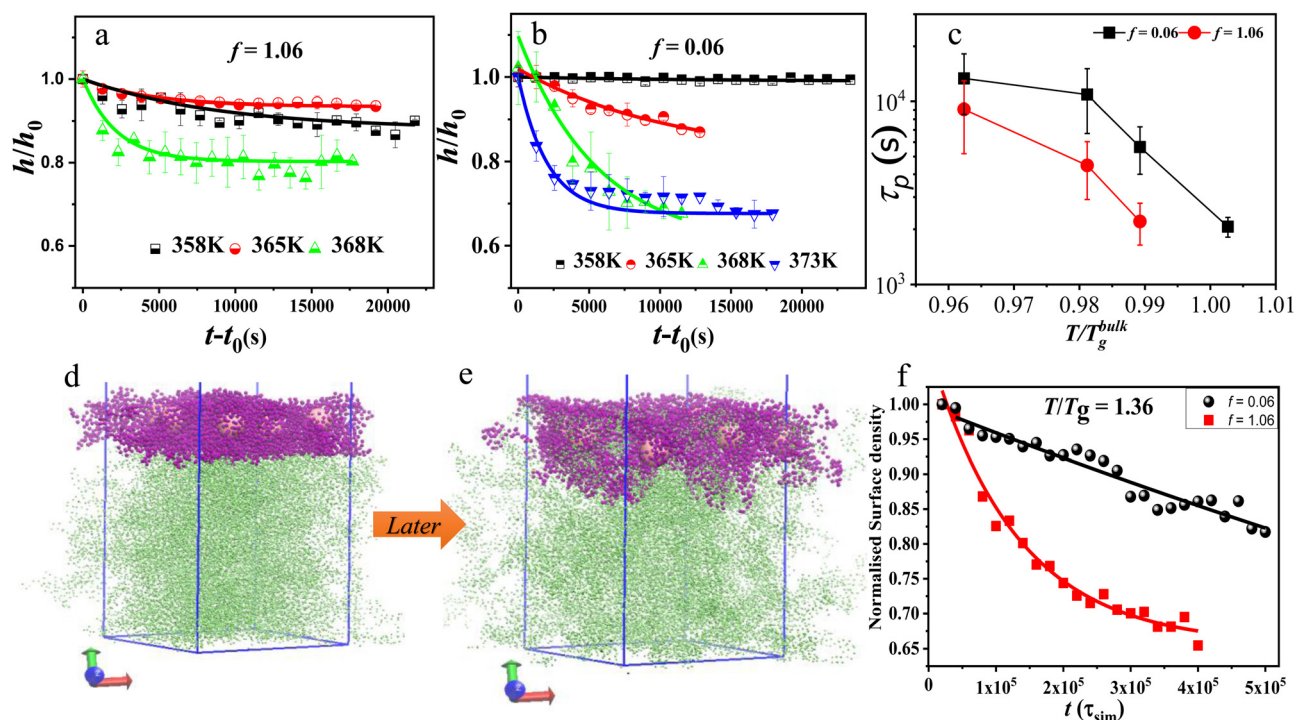 a
f = 1.06
h/h0
1.0
0.8
0.6
358K 365K 368K
0 5000 10000 15000 20000
t-t0(s)
b
f = 0.06
h/h0
1.0
0.8
0.6
358K 365K 368K 373K
0 5000 10000 15000 20000
t-t0(s)
c
f = 0.06 f = 1.06
τp (s)
10^4
10^3
0.96 0.97 0.98 0.99 1.00 1.01
T/Tg^bulk
d
Later
e
f
T/Tg = 1.36
f = 0.06
f = 1.06
Normalised Surface density
1.00
0.95
0.90
0.85
0.80
0.75
0.70
0.65
0 1x10^5 2x10^5 3x10^5 4x10^5 5x10^5
t (τsim)